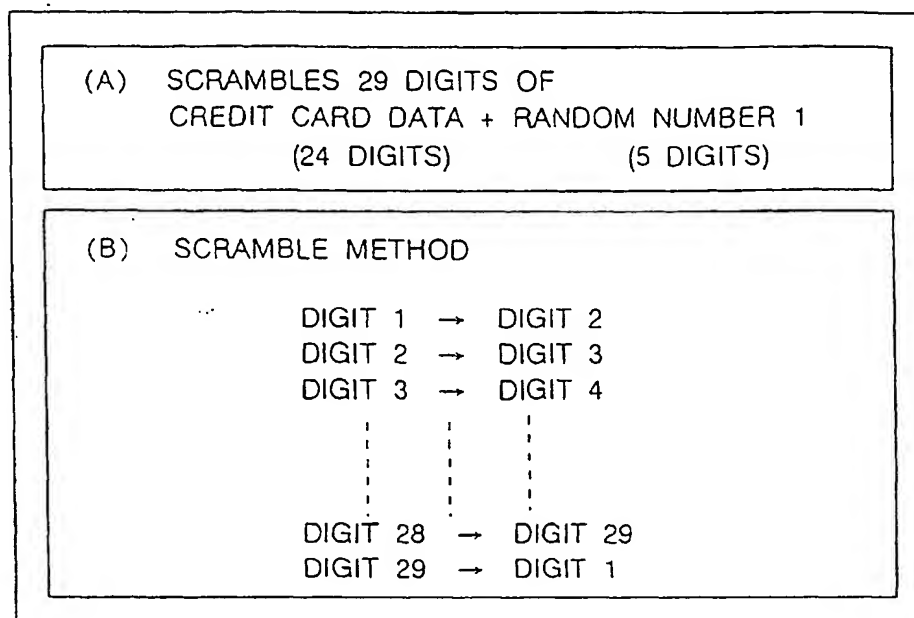 (A) SCRAMBLES 29 DIGITS OF
CREDIT CARD DATA + RANDOM NUMBER 1
(24 DIGITS) (5 DIGITS)
(B) SCRAMBLE METHOD
DIGIT 1 → DIGIT 2
DIGIT 2 → DIGIT 3
DIGIT 3 → DIGIT 4
DIGIT 28 → DIGIT 29
DIGIT 29 → DIGIT 1